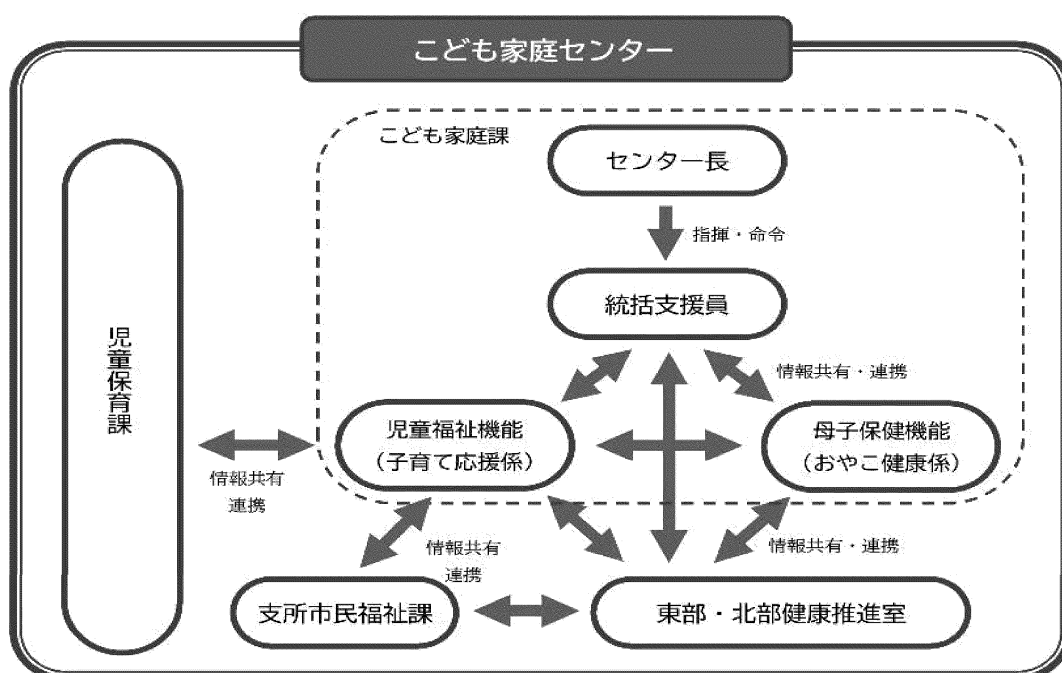 こども家庭センター
こども家庭課
センター長
指揮・命令
統括支援員
情報共有・連携
児童保育課
児童福祉機能
（子育て応援係）
母子保健機能
（おやこ健康係）
情報共有
連携
情報共有
連携
情報共有・連携
支所市民福祉課
東部・北部健康推進室